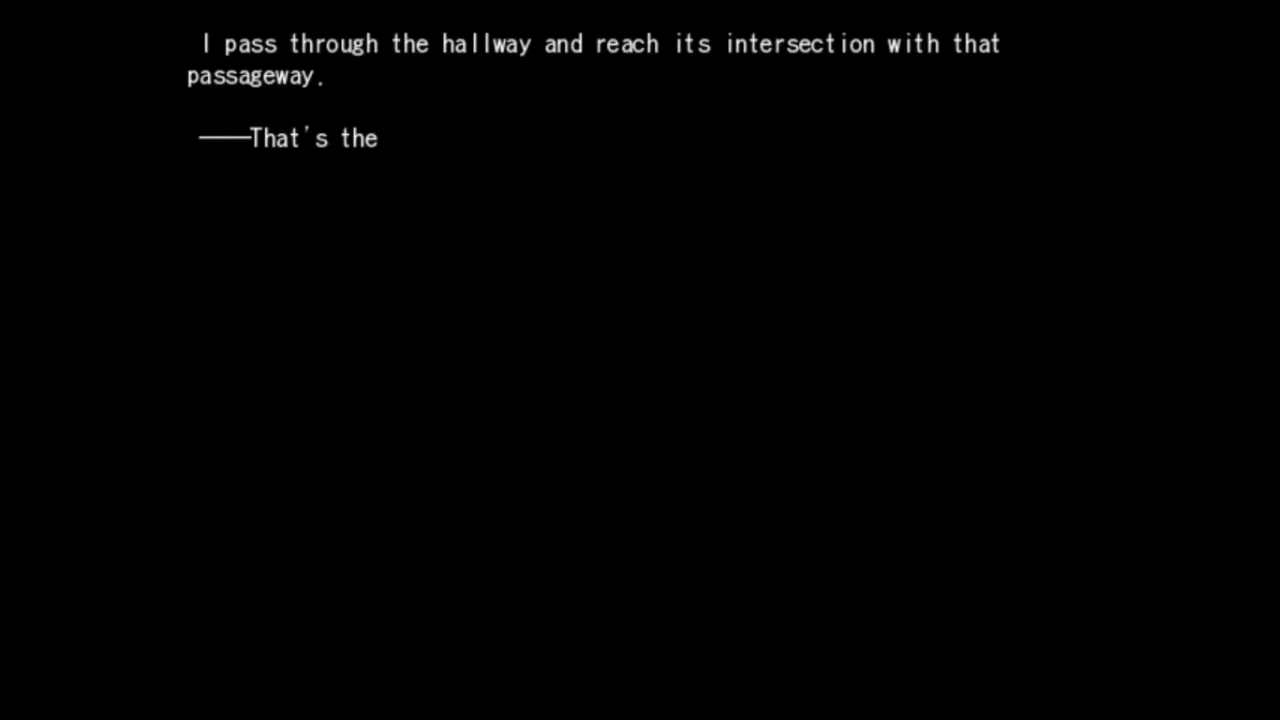 I pass through the hallway and reach its intersection with that
passageway.
――That's the